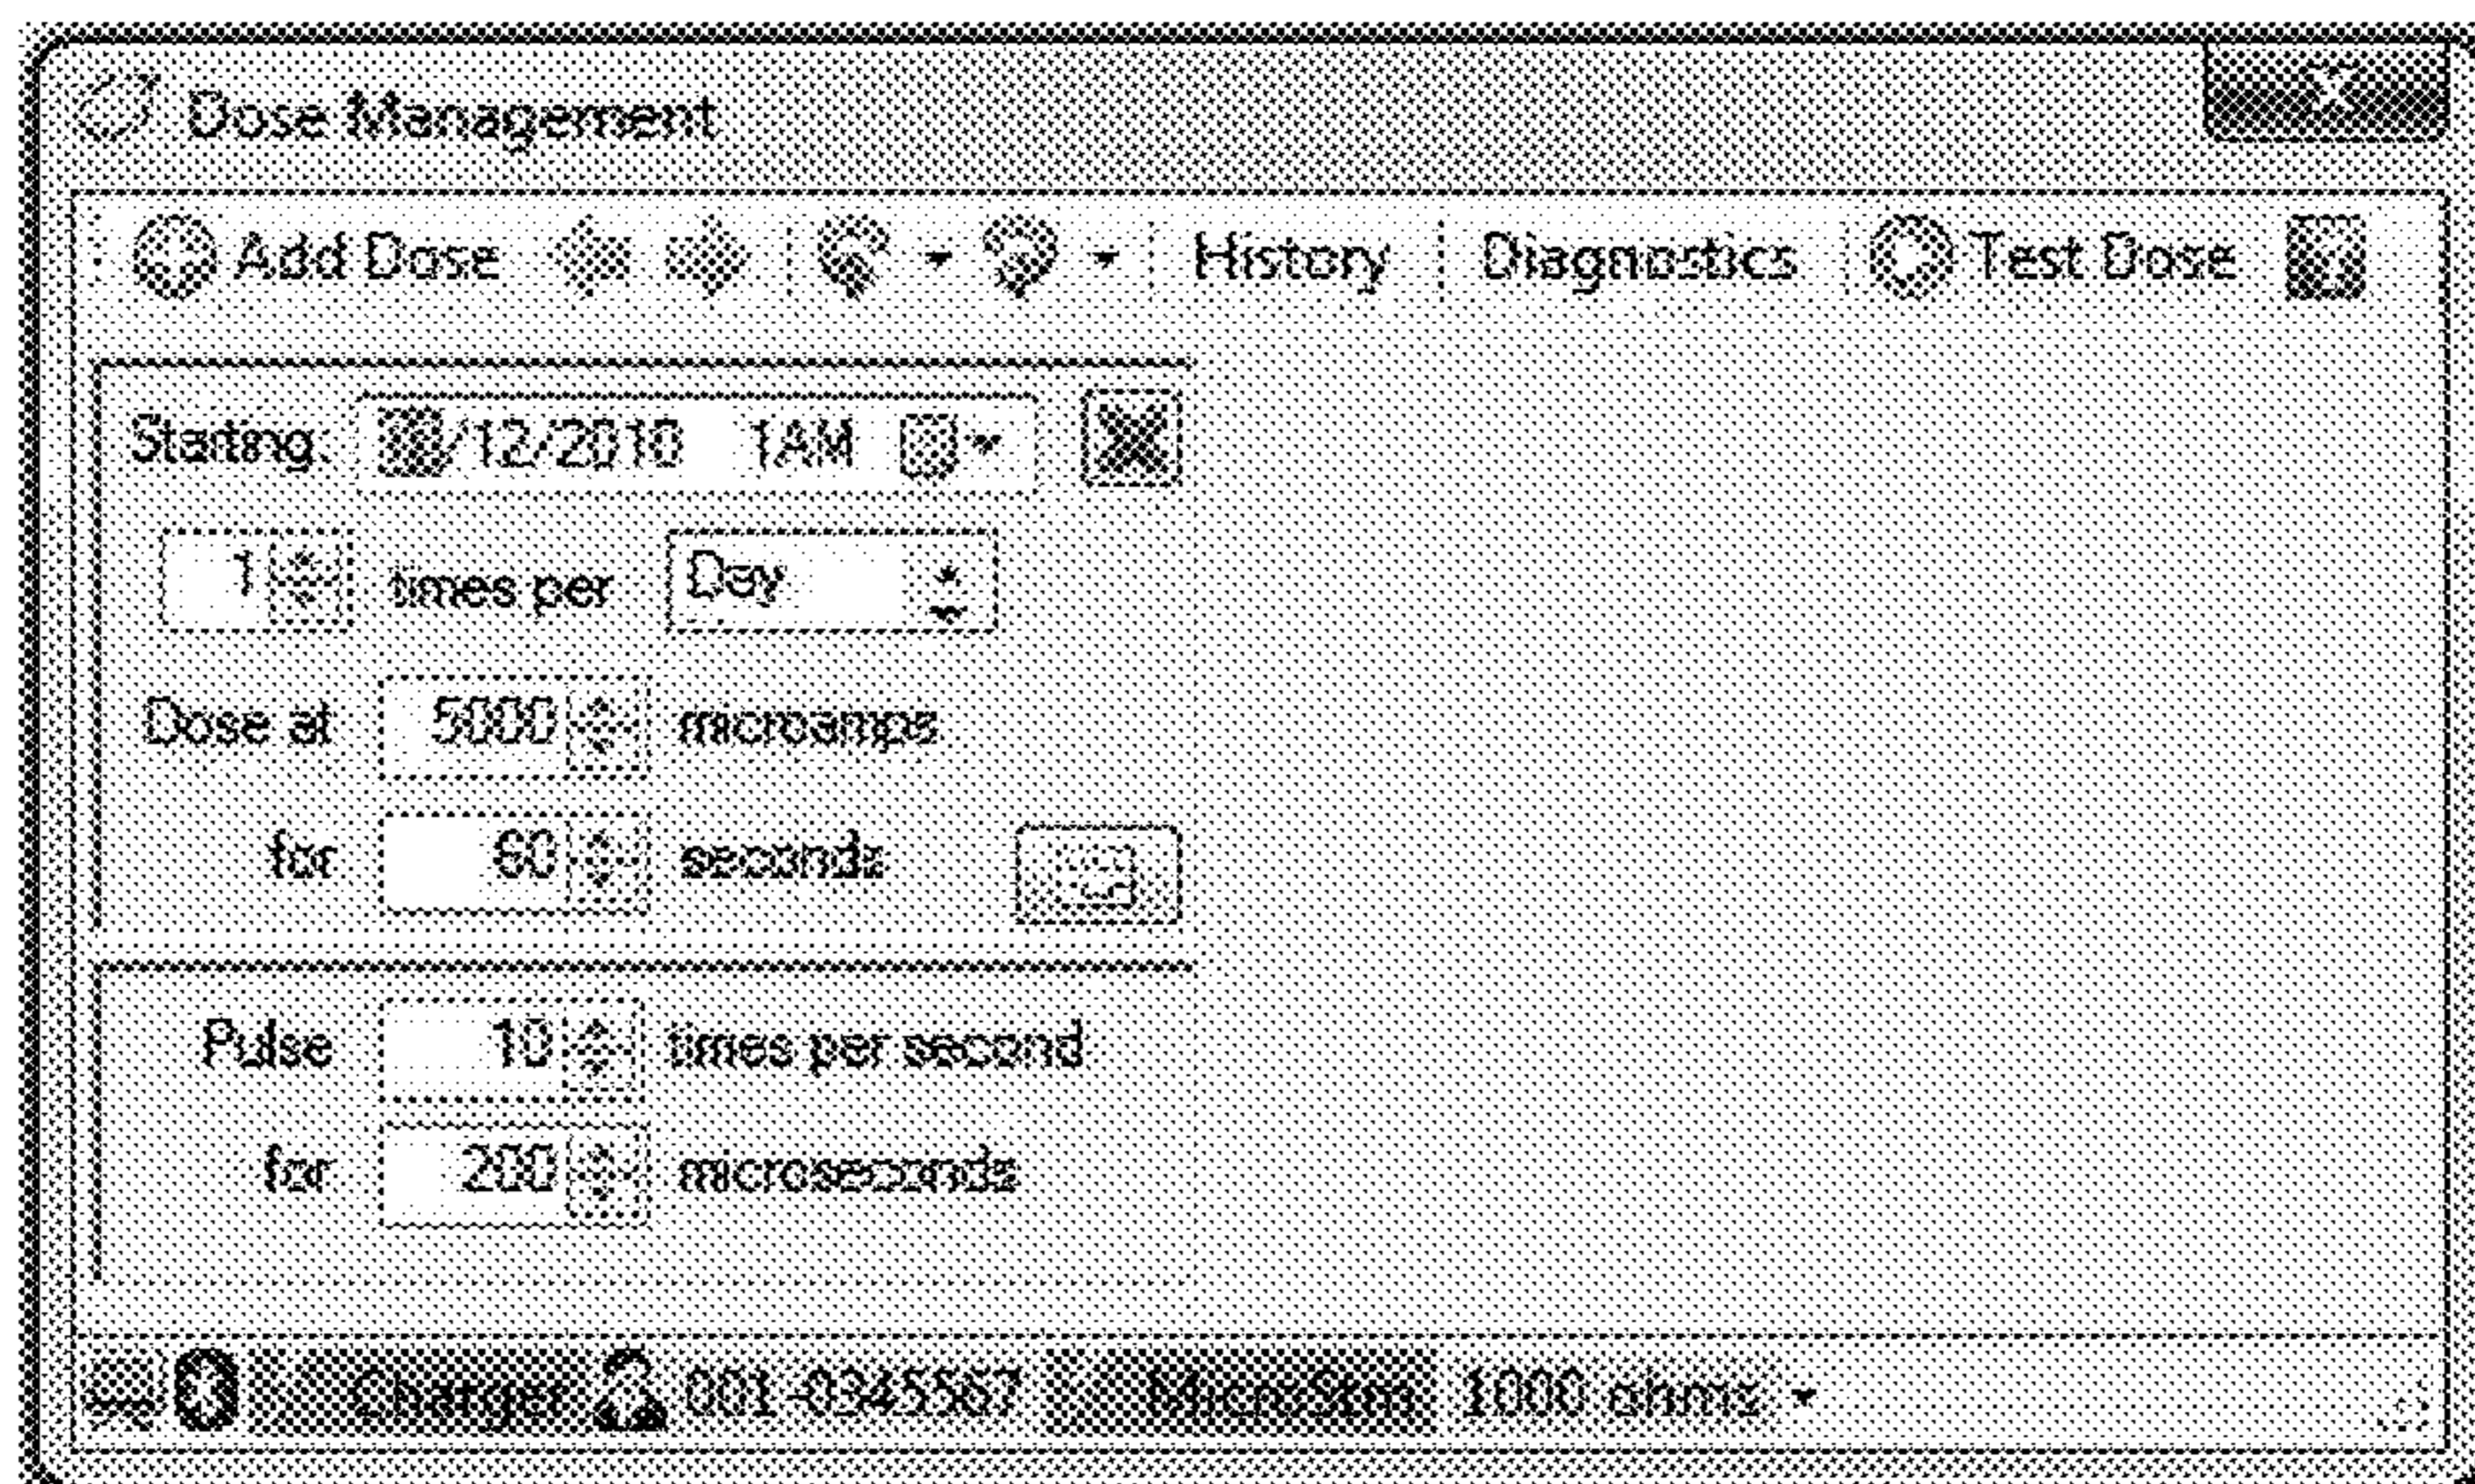 Dose Management
Add Dose History Diagnostics Test Dose
Starting: /12/2010 1AM
1 times per Day
Dose at 5000 microamps
for 60 seconds
Pulse 10 times per second
for 200 microseconds
Charger 001-0345567 MicroStim 1000 ohms